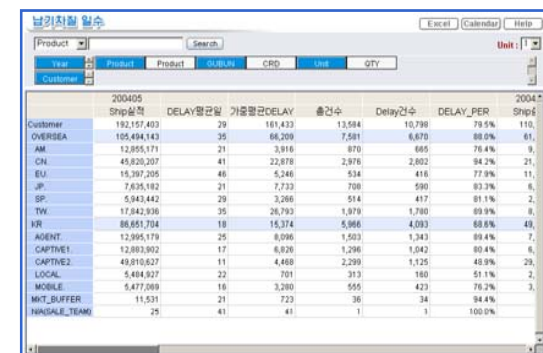 납기차질 일수
Excel Calendar Help
Product Search Unit : 1
Year Product Product GUBUN CRD Unit QTY
Customer
200405 2004
Ship실적 DELAY평균일 가중평균DELAY 총건수 Delay건수 DELAY_PER Ship실
Customer 192,157,403 29 161,433 13,584 10,798 79.5% 110,
OVERSEA 105,494,143 35 66,209 7,581 6,670 88.0% 61,
AM. 12,855,171 21 3,916 870 665 76.4% 9,
CN. 45,820,207 41 22,878 2,976 2,802 94.2% 21,
EU. 15,397,205 46 5,246 534 416 77.9% 11,
JP. 7,635,182 21 7,733 708 590 83.3% 6,
SP. 5,943,442 29 3,266 514 417 81.1% 2,
TW. 17,842,936 35 26,793 1,979 1,780 89.9% 8,
KR 86,651,704 18 15,374 5,966 4,093 68.6% 49,
AGENT. 12,995,179 25 8,096 1,503 1,343 89.4% 7,
CAPTIVE1. 12,883,902 17 6,826 1,296 1,042 80.4% 6,
CAPTIVE2. 49,810,627 11 4,468 2,299 1,125 48.9% 29,
LOCAL. 5,484,927 22 701 313 160 51.1% 2,
MOBILE. 5,477,069 16 3,280 555 423 76.2% 3,
MKT_BUFFER 11,531 21 723 36 34 94.4%
N/A(SALE_TEAM) 25 41 41 1 1 100.0%